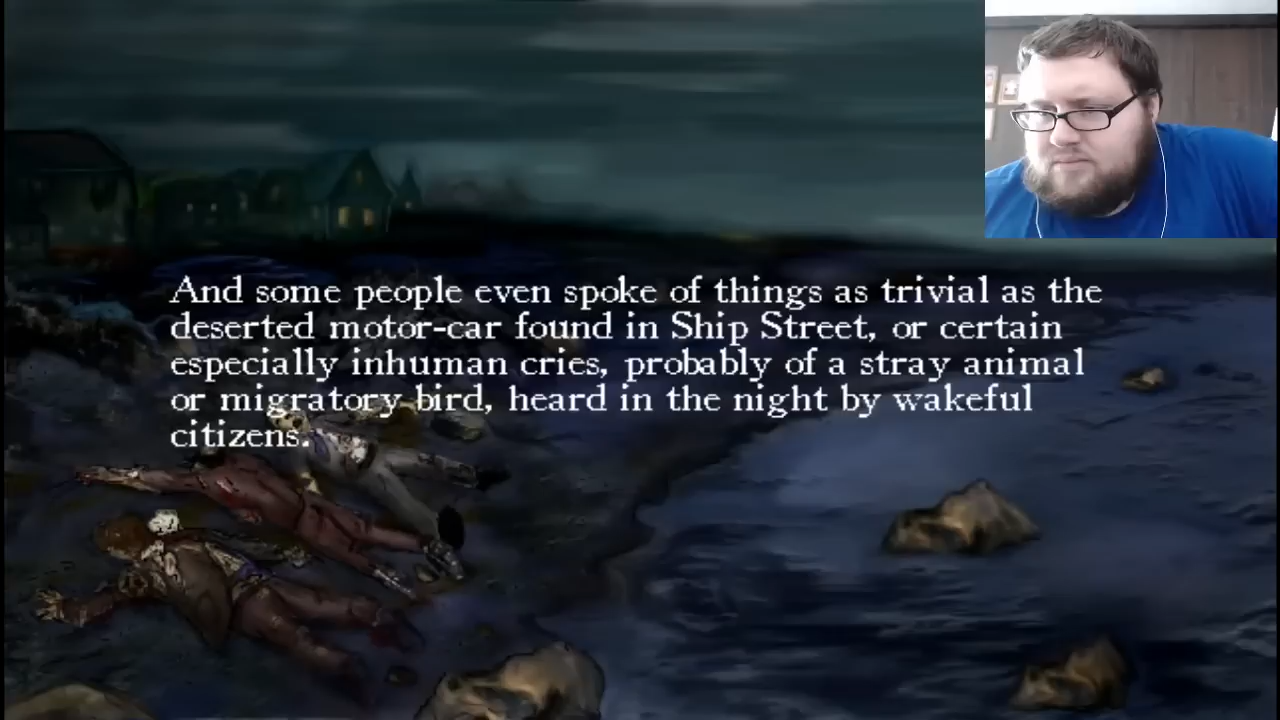 And some people even spoke of things as trivial as the
deserted motor-car found in Ship Street, or certain
especially inhuman cries, probably of a stray animal
or migratory bird, heard in the night by wakeful
citizens.